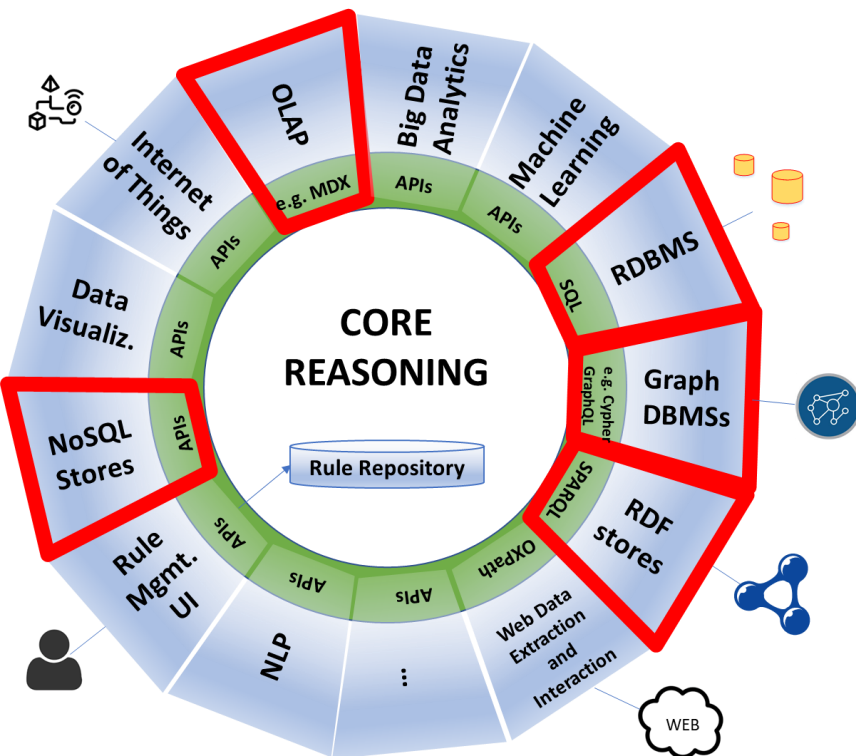 CORE
REASONING
Rule Repository
OLAP
e.g. MDX
Big Data
Analytics
APIs
Machine
Learning
APIs
RDBMS
SQL
Graph
DBMSs
e.g. Cypher
GraphQL
RDF
stores
SPARQL
Web Data
Extraction
and
Interaction
OXPath
WEB
...
APIs
NLP
APIs
Rule
Mgmt.
UI
APIs
NoSQL
Stores
APIs
Data
Visualiz.
APIs
Internet
of Things
APIs